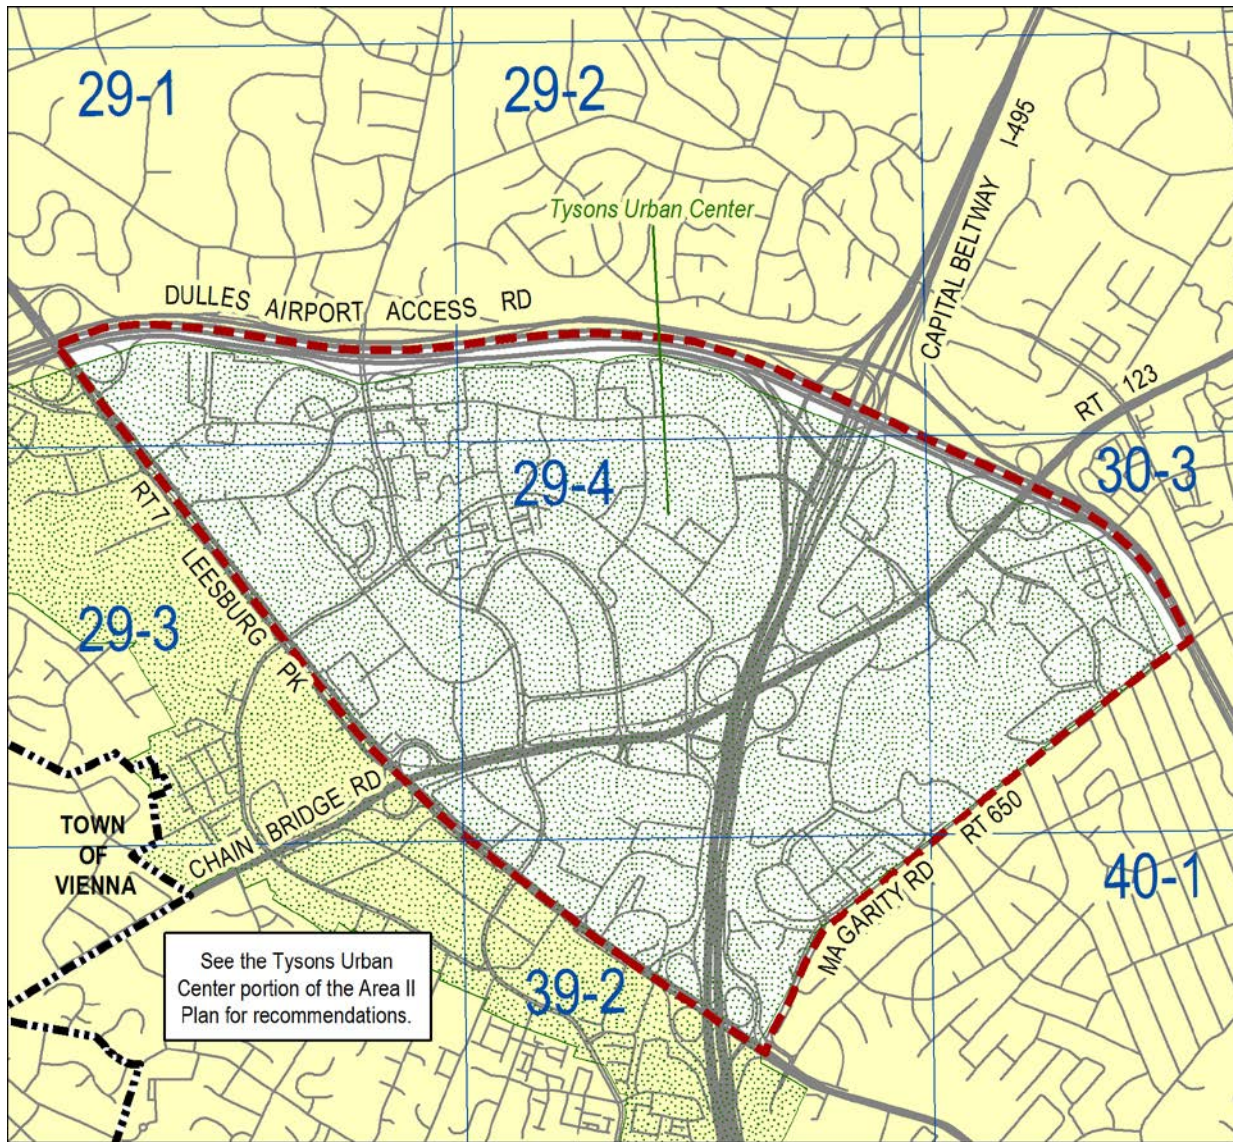 29-1
29-2
I-495
CAPITAL BELTWAY
Tysons Urban Center
DULLES AIRPORT ACCESS RD
RT 123
30-3
29-4
RT 7
LEESBURG PK
29-3
CHAIN BRIDGE RD
TOWN
OF
VIENNA
RT 650
MAGARITY RD
40-1
See the Tysons Urban
Center portion of the Area II
Plan for recommendations.
39-2